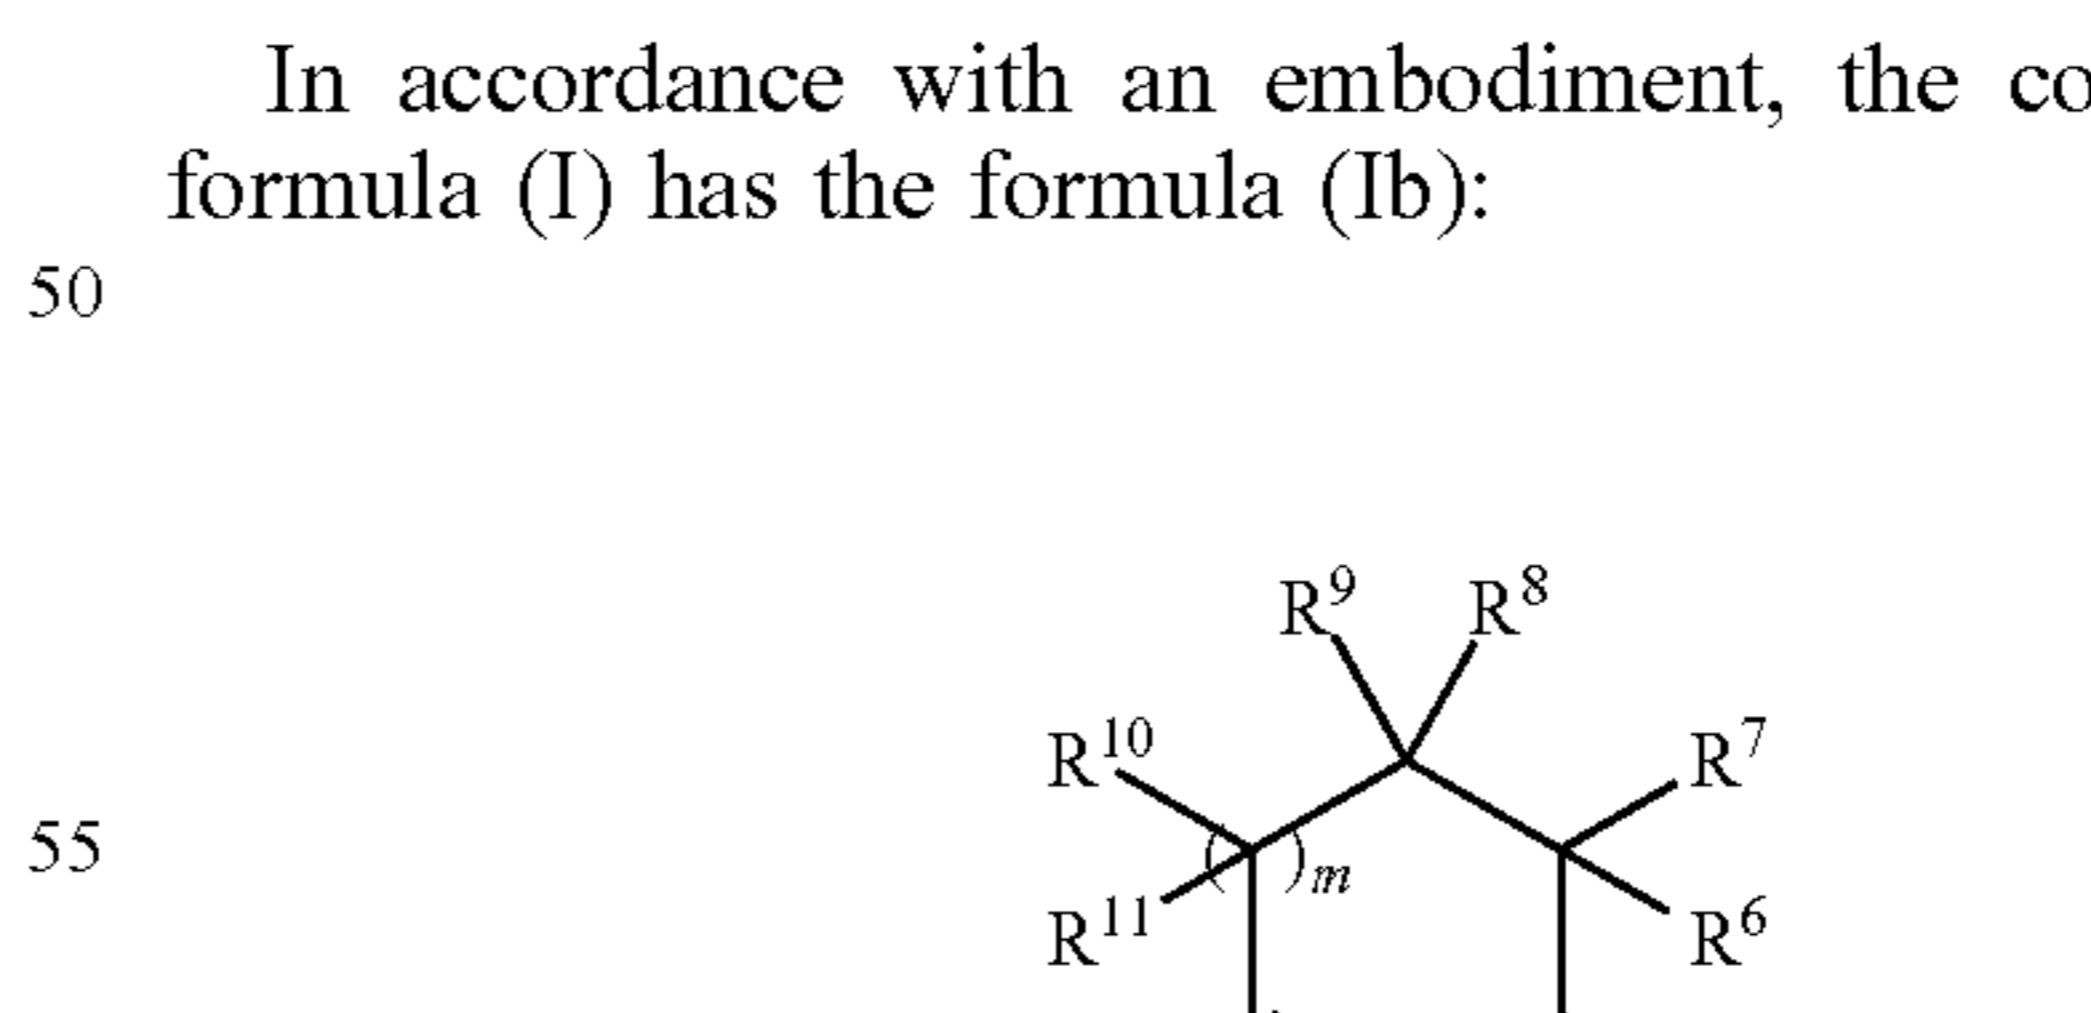 In accordance with an embodiment, the co
formula (I) has the formula (Ib):
50
R⁹ R⁸
R¹⁰ R⁷
55
m
R¹¹ R⁶